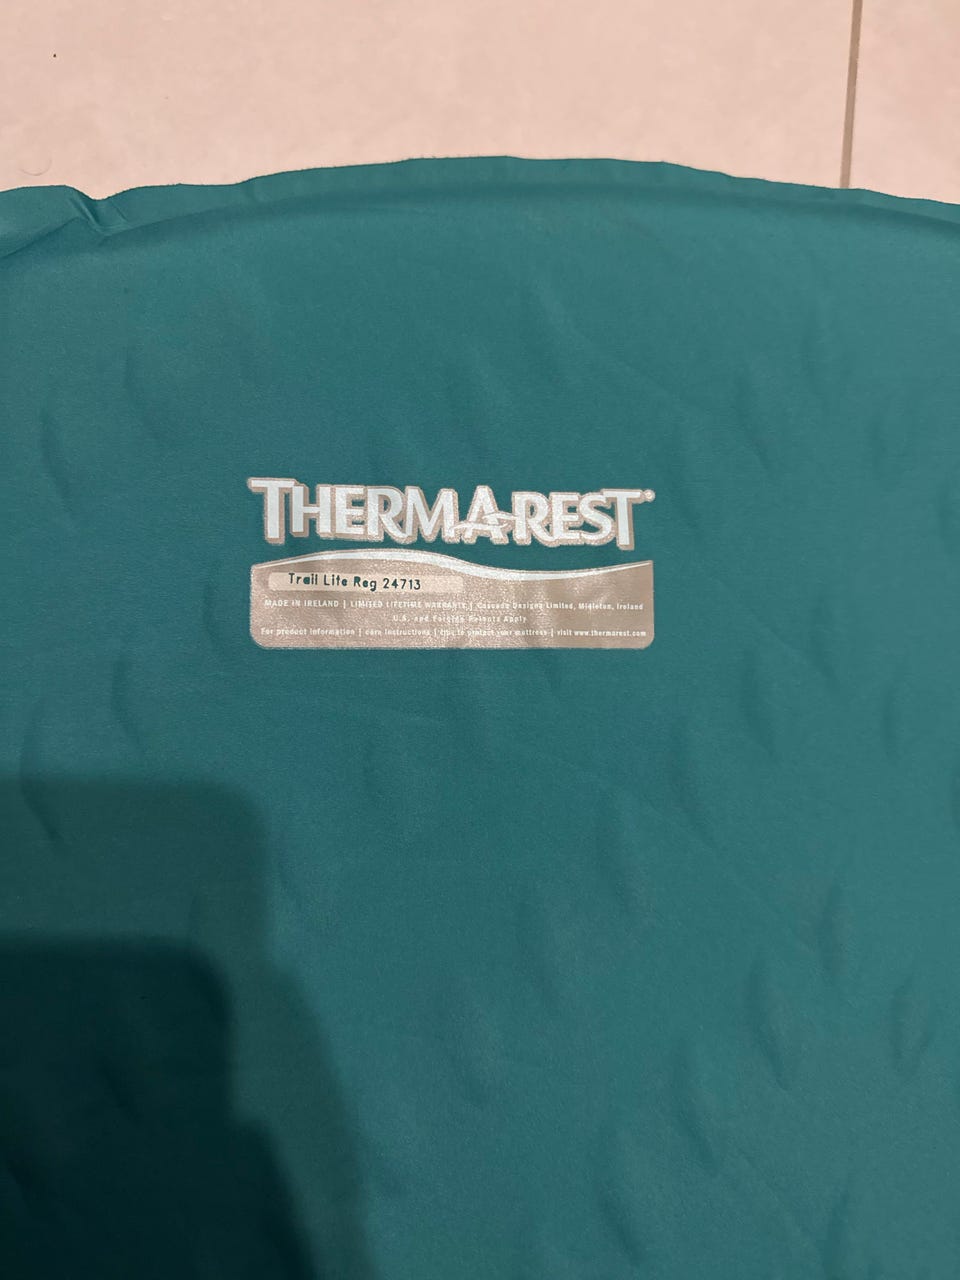 THERMAREST®
Trail Lite Reg 24713
MADE IN IRELAND | LIMITED LIFETIME WARRANTY | Cascade Designs Limited, Midleton, Ireland
U.S. and Foreign Patents Apply
For product information | care instructions | tips to protect your mattress | visit www.thermarest.com